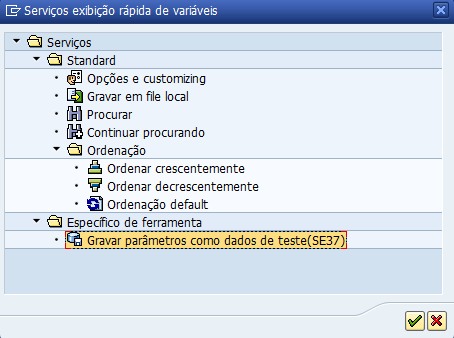 Serviços exibição rápida de variáveis
Serviços
Standard
Opções e customizing
Gravar em file local
Procurar
Continuar procurando
Ordenação
Ordenar crescentemente
Ordenar decrescentemente
Ordenação default
Específico de ferramenta
Gravar parâmetros como dados de teste(SE37)